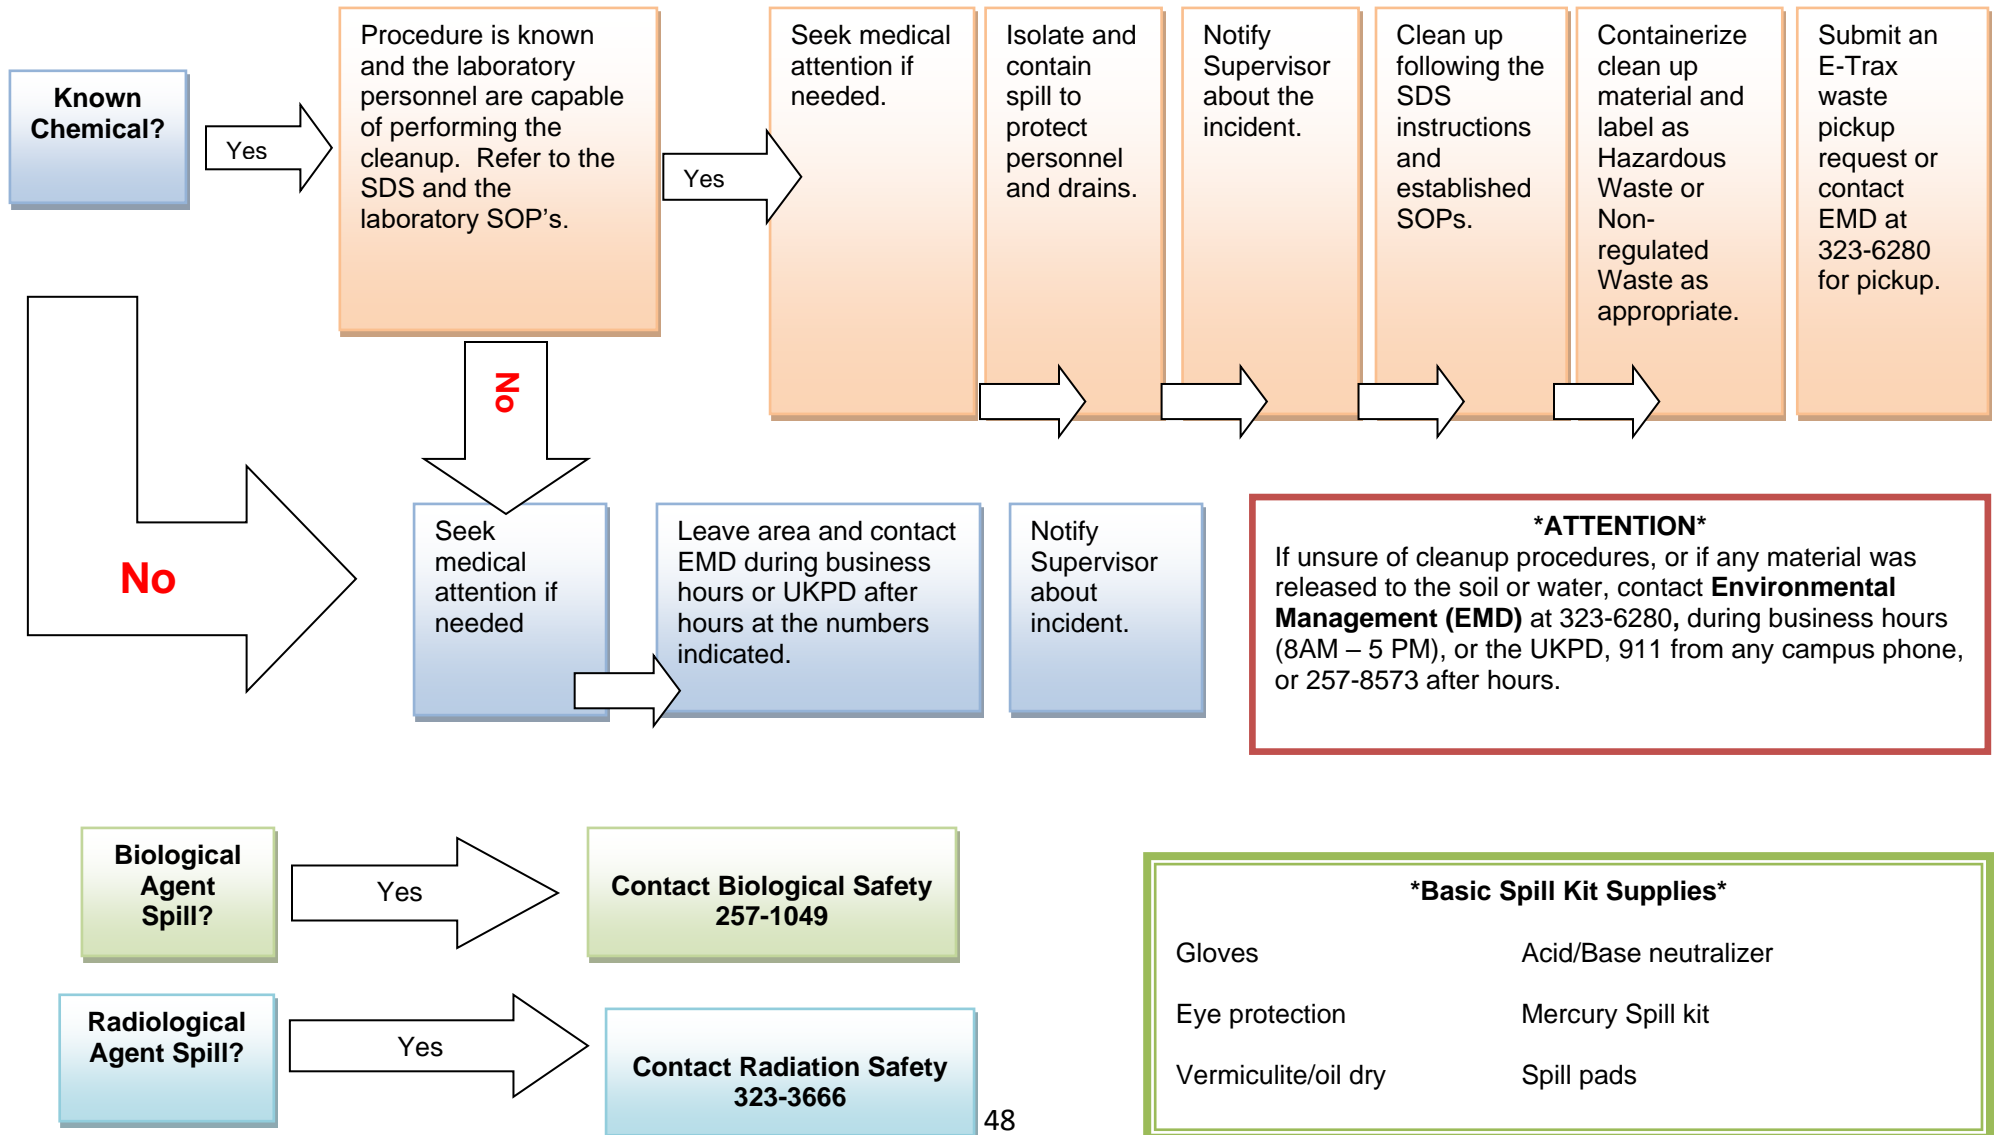 Known
Chemical?
Yes
Procedure is known
and the laboratory
personnel are capable
of performing the
cleanup.  Refer to the
SDS and the
laboratory SOP’s.
Yes
Seek medical
attention if
needed.
Isolate and
contain
spill to
protect
personnel
and drains.
Notify
Supervisor
about the
incident.
Clean up
following the
SDS
instructions
and
established
SOPs.
Containerize
clean up
material and
label as
Hazardous
Waste or
Non-
regulated
Waste as
appropriate.
Submit an
E-Trax
waste
pickup
request or
contact
EMD at
323-6280
for pickup.
No
No
Seek
medical
attention if
needed
Leave area and contact
EMD during business
hours or UKPD after
hours at the numbers
indicated.
Notify
Supervisor
about
incident.
*ATTENTION*
If unsure of cleanup procedures, or if any material was
released to the soil or water, contact Environmental
Management (EMD) at 323-6280, during business hours
(8AM – 5 PM), or the UKPD, 911 from any campus phone,
or 257-8573 after hours.
Biological
Agent
Spill?
Yes
Contact Biological Safety
257-1049
Radiological
Agent Spill?
Yes
Contact Radiation Safety
323-3666
*Basic Spill Kit Supplies*
Gloves
Acid/Base neutralizer
Eye protection
Mercury Spill kit
Vermiculite/oil dry
Spill pads
48